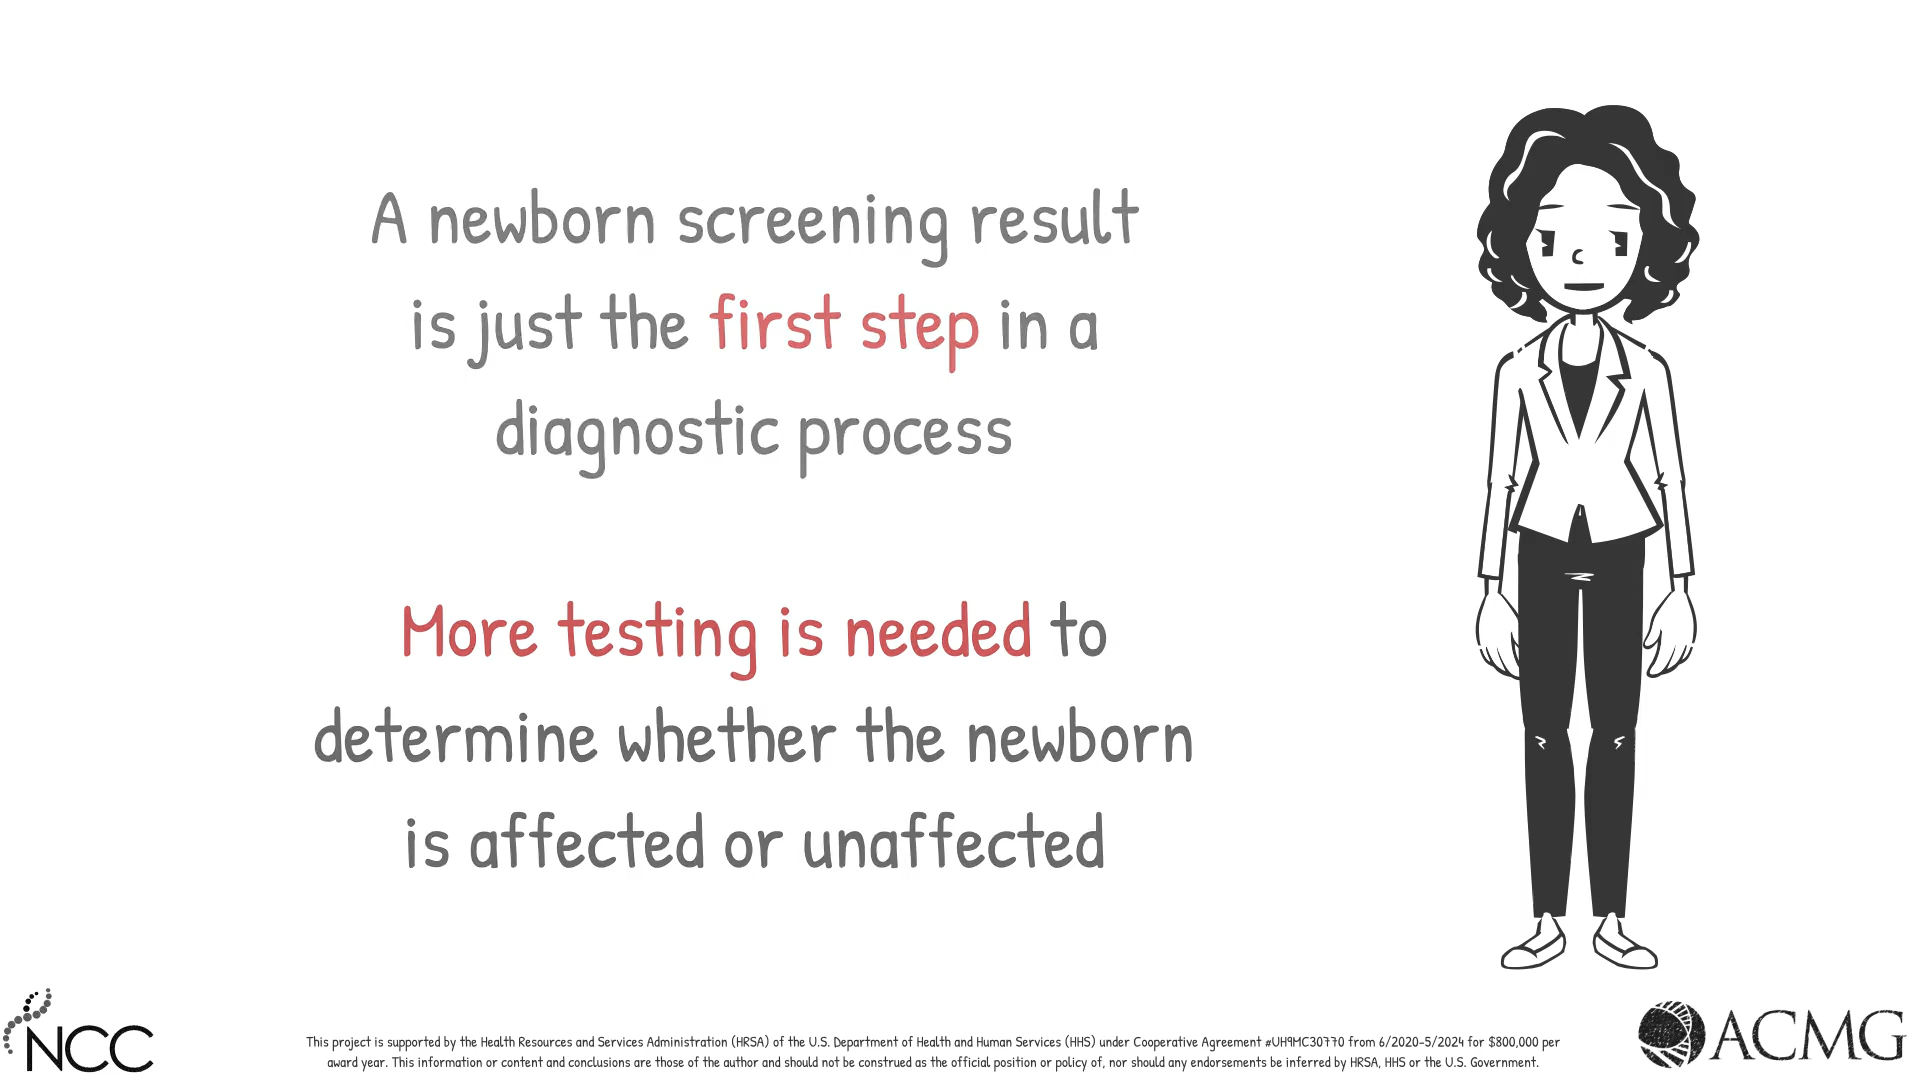 A newborn screening result
is just the first step in a
diagnostic process
More testing is needed to
determine whether the newborn
is affected or unaffected
NCC
This project is supported by the Health Resources and Services Administration (HRSA) of the U.S. Department of Health and Human Services (HHS) under Cooperative Agreement #UH9MC30770 from 6/2020-5/2024 for $800,000 per
award year. This information or content and conclusions are those of the author and should not be construed as the official position or policy of, nor should any endorsements be inferred by HRSA, HHS or the U.S. Government.
ACMG